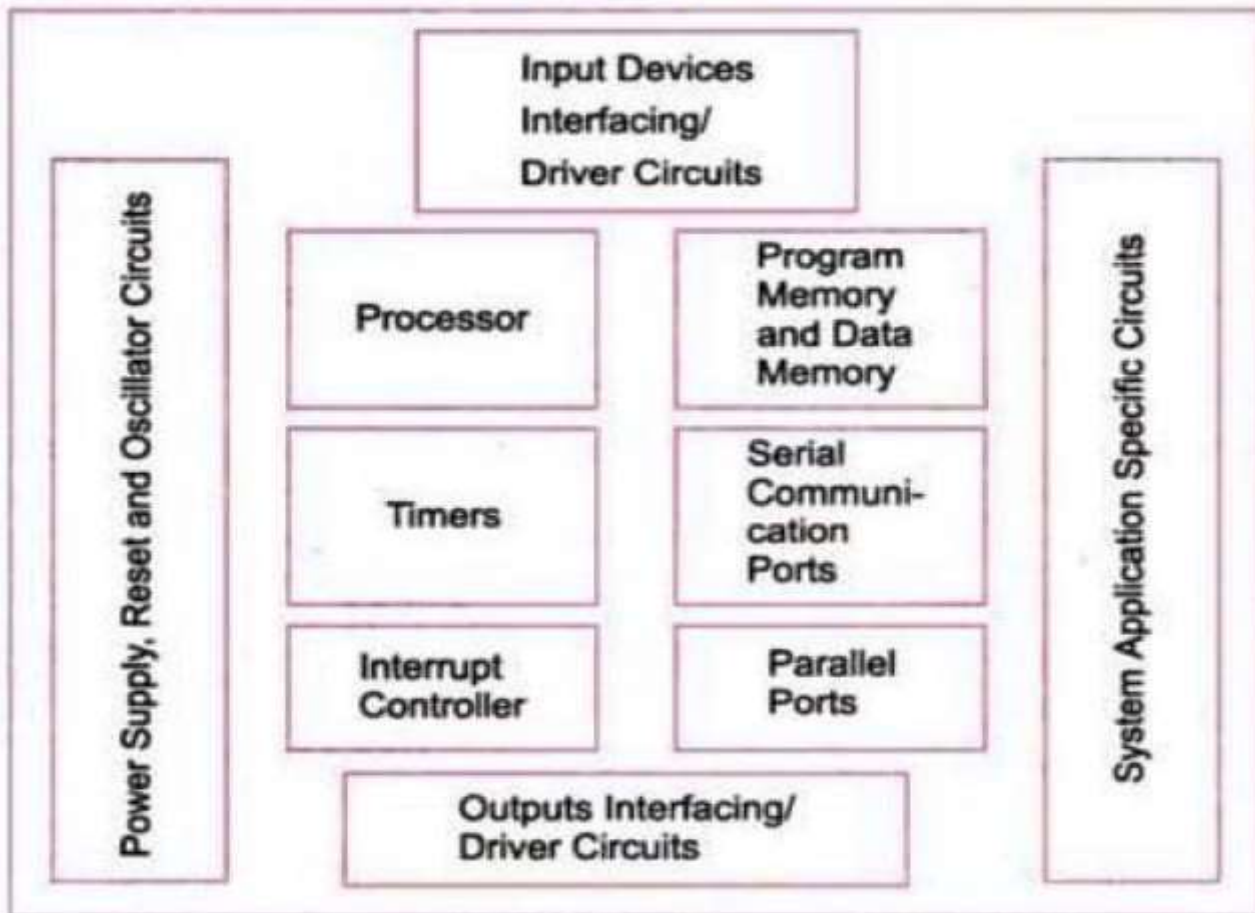 Input Devices
Interfacing/
Driver Circuits
Power Supply, Reset and Oscillator Circuits
Processor
Program
Memory
and Data
Memory
System Application Specific Circuits
Timers
Serial
Communi-
cation
Ports
Interrupt
Controller
Parallel
Ports
Outputs Interfacing/
Driver Circuits